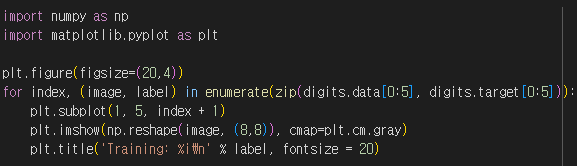 import numpy as np
import matplotlib.pyplot as plt
plt.figure(figsize=(20,4))
for index, (image, label) in enumerate(zip(digits.data[0:5], digits.target[0:5])):
plt.subplot(1, 5, index + 1)
plt.imshow(np.reshape(image, (8,8)), cmap=plt.cm.gray)
plt.title('Training: %i₩n' % label, fontsize = 20)